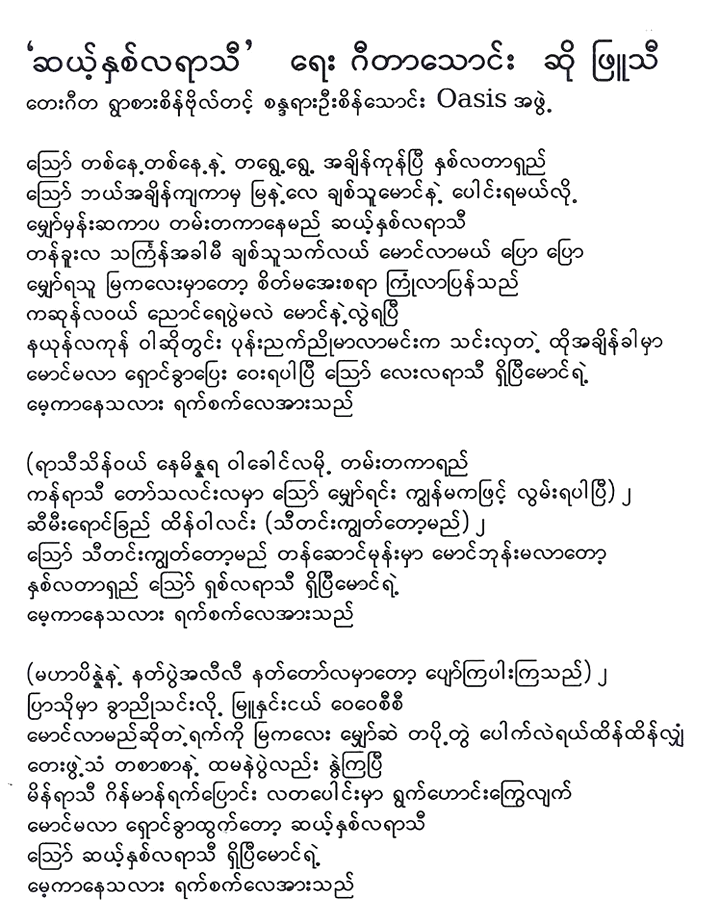 ‘ဆယ့်နှစ်လရာသီ’ ရေး ဂီတာသောင်း ဆို ဖြူသီ
တေးဂီတ ရွှာစားစိန်ဗိုလ်တင့် စန္ဒရားဦးစိန်သောင်း Oasis အဖွဲ့
ဩော် တစ်နေ့တစ်နေ့နဲ့ တရွေ့ရွေ့ အချိန်ကုန်ပြီ နှစ်လတာရှည်
ဩော် ဘယ်အချိန်ကျကာမှ မြနဲ့လေ ချစ်သူမောင်နဲ့ ပေါင်းရမယ်လို့
မျှော်မှန်းဆကာပ တမ်းတကာနေမည် ဆယ့်နှစ်လရာသီ
တန်ခူးလ သင်္ကြန်အခါမီ ချစ်သူသက်လယ် မောင်လာမယ် ပြော ပြော
မျှော်ရသူ မြကလေးမှာတော့ စိတ်မအေးစရာ ကြုံလာပြန်သည်
ကဆုန်လဝယ် ညောင်ရေပွဲမလဲ မောင်နဲ့လွဲရပြီ
နယုန်လကုန် ဝါဆိုတွင်း ပုန်းညက်ညိုမာလာမင်းက သင်းလှတဲ့ ထိုအချိန်ခါမှာ
မောင်မလာ ရှောင်ခွာပြေး ဝေးရပါပြီ ဩော် လေးလရာသီ ရှိပြီမောင်ရဲ့
မေ့ကာနေသလား ရက်စက်လေအားသည်
(ရာသီသိန်ဝယ် နေမိန္နရ ဝါခေါင်လမို့ တမ်းတကာရည်
ကန်ရာသီ တော်သလင်းလမှာ ဩော် မျှော်ရင်း ကျွန်မကဖြင့် လွမ်းရပါပြီ) ၂
ဆီမီးရောင်ခြည် ထိန်ဝါလင်း (သီတင်းကျွတ်တော့မည်) ၂
ဩော် သီတင်းကျွတ်တော့မည် တန်ဆောင်မုန်းမှာ မောင်ဘုန်းမလာတော့
နှစ်လတာရှည် ဩော် ရှစ်လရာသီ ရှိပြီမောင်ရဲ့
မေ့ကာနေသလား ရက်စက်လေအားသည်
(မဟာပိန္နဲနဲ့ နတ်ပွဲအလီလီ နတ်တော်လမှာတော့ ပျော်ကြပါးကြသည်) ၂
ပြာသိုမှာ ခွာညိုသင်းလို့ မြူနှင်းငယ် ဝေဝေစီစီ
မောင်လာမည်ဆိုတဲ့ရက်ကို မြကလေး မျှော်ဆဲ တပို့တွဲ ပေါက်လဲရယ်ထိန်ထိန်လျှံ
တေးဖွဲ့သံ တစာစာနဲ့ ထမနဲပွဲလည်း နွှဲကြပြီ
မိန်ရာသီ ဂိန်မာန်ရက်ပြောင်း လတပေါင်းမှာ ရွက်ဟောင်းကြွေလျက်
မောင်မလာ ရှောင်ခွာထွက်တော့ ဆယ့်နှစ်လရာသီ
ဩော် ဆယ့်နှစ်လရာသီ ရှိပြီမောင်ရဲ့
မေ့ကာနေသလား ရက်စက်လေအားသည်